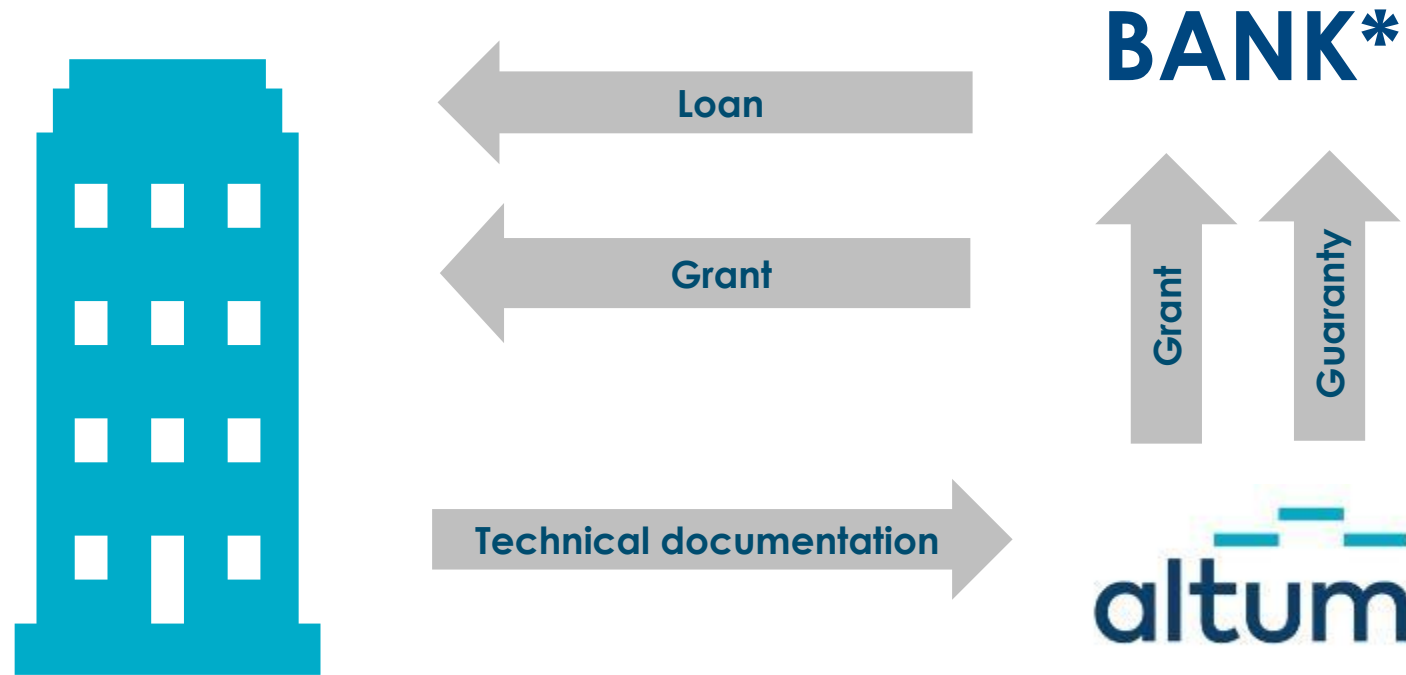 BANK*
Loan
Grant
Grant
Guaranty
Technical documentation
altum